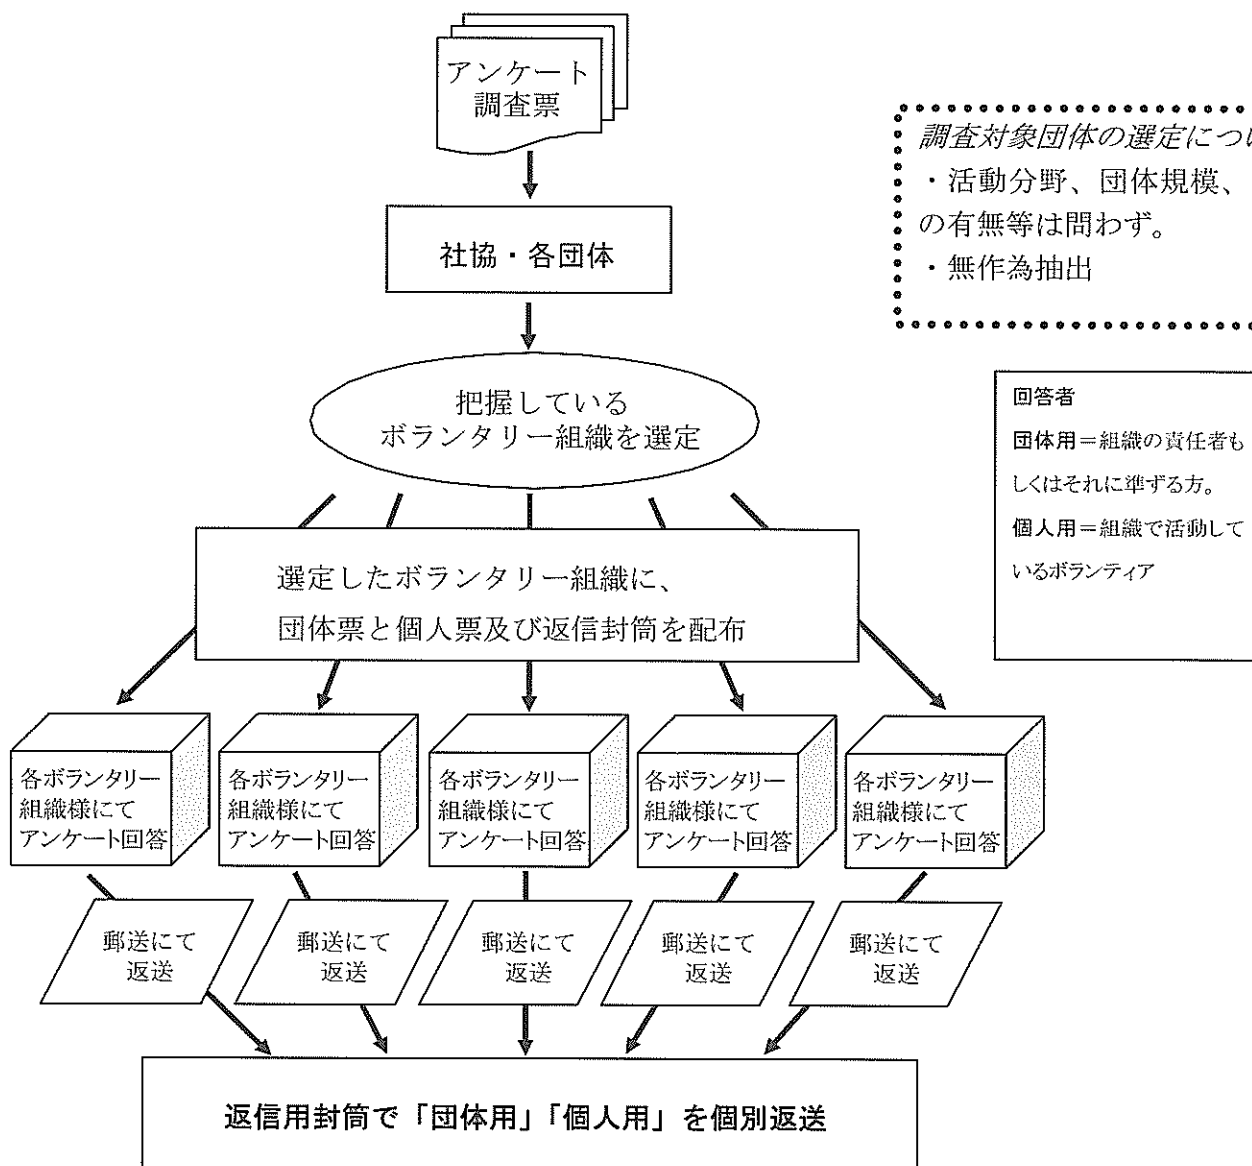 アンケート
調査票
調査対象団体の選定につ
・活動分野、団体規模、
の有無等は問わず。
・無作為抽出
社協・各団体
回答者
団体用＝組織の責任者も
しくはそれに準ずる方。
個人用＝組織で活動して
いるボランティア
把握している
ボランタリー組織を選定
選定したボランタリー組織に、
団体票と個人票及び返信封筒を配布
各ボランタリー
組織様にて
アンケート回答
各ボランタリー
組織様にて
アンケート回答
各ボランタリー
組織様にて
アンケート回答
各ボランタリー
組織様にて
アンケート回答
各ボランタリー
組織様にて
アンケート回答
郵送にて
返送
郵送にて
返送
郵送にて
返送
郵送にて
返送
郵送にて
返送
返信用封筒で「団体用」「個人用」を個別返送